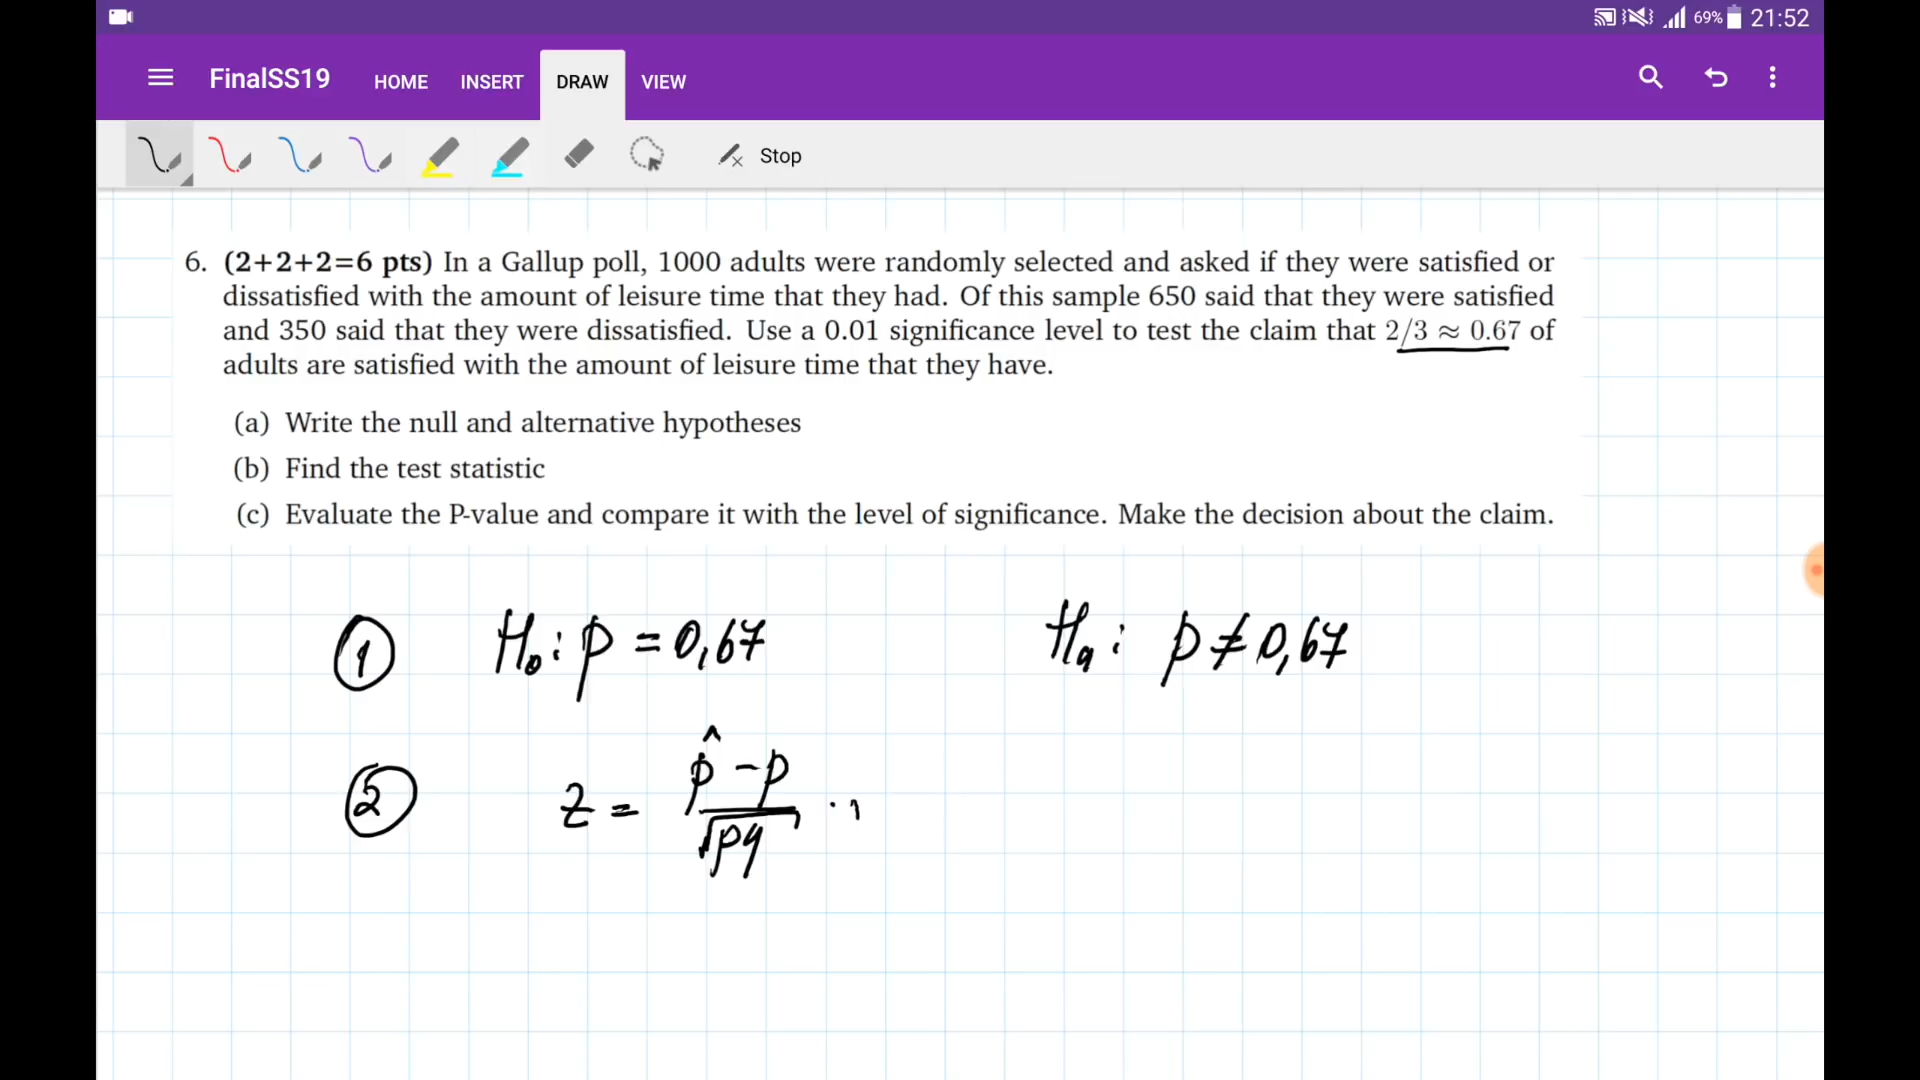 69% 21:52
FinalSS19 HOME INSERT DRAW VIEW
Stop
6. (2+2+2=6 pts) In a Gallup poll, 1000 adults were randomly selected and asked if they were satisfied or
dissatisfied with the amount of leisure time that they had. Of this sample 650 said that they were satisfied
and 350 said that they were dissatisfied. Use a 0.01 significance level to test the claim that 2/3 ≈ 0.67 of
adults are satisfied with the amount of leisure time that they have.
(a) Write the null and alternative hypotheses
(b) Find the test statistic
(c) Evaluate the P-value and compare it with the level of significance. Make the decision about the claim.
① H₀: p = 0,67 Hₐ: p ≠ 0,67
② z = (p̂ - p)/√pq ·